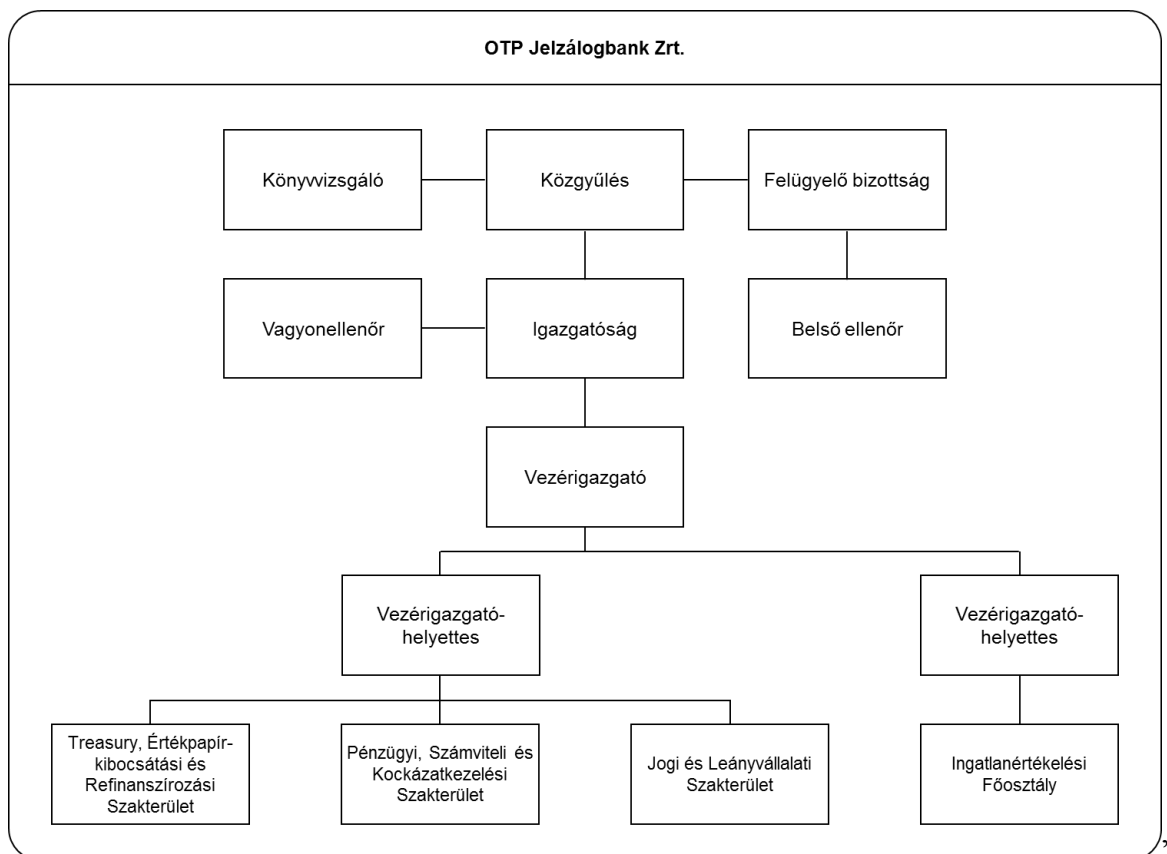 OTP Jelzálogbank Zrt.
Könyvvizsgáló
Közgyűlés
Felügyelő bizottság
Vagyonellenőr
Igazgatóság
Belső ellenőr
Vezérigazgató
Vezérigazgató-
helyettes
Vezérigazgató-
helyettes
Treasury, Értékpapír-
kibocsátási és
Refinanszírozási
Szakterület
Pénzügyi, Számviteli és
Kockázatkezelési
Szakterület
Jogi és Leányvállalati
Szakterület
Ingatlanértékelési
Főosztály